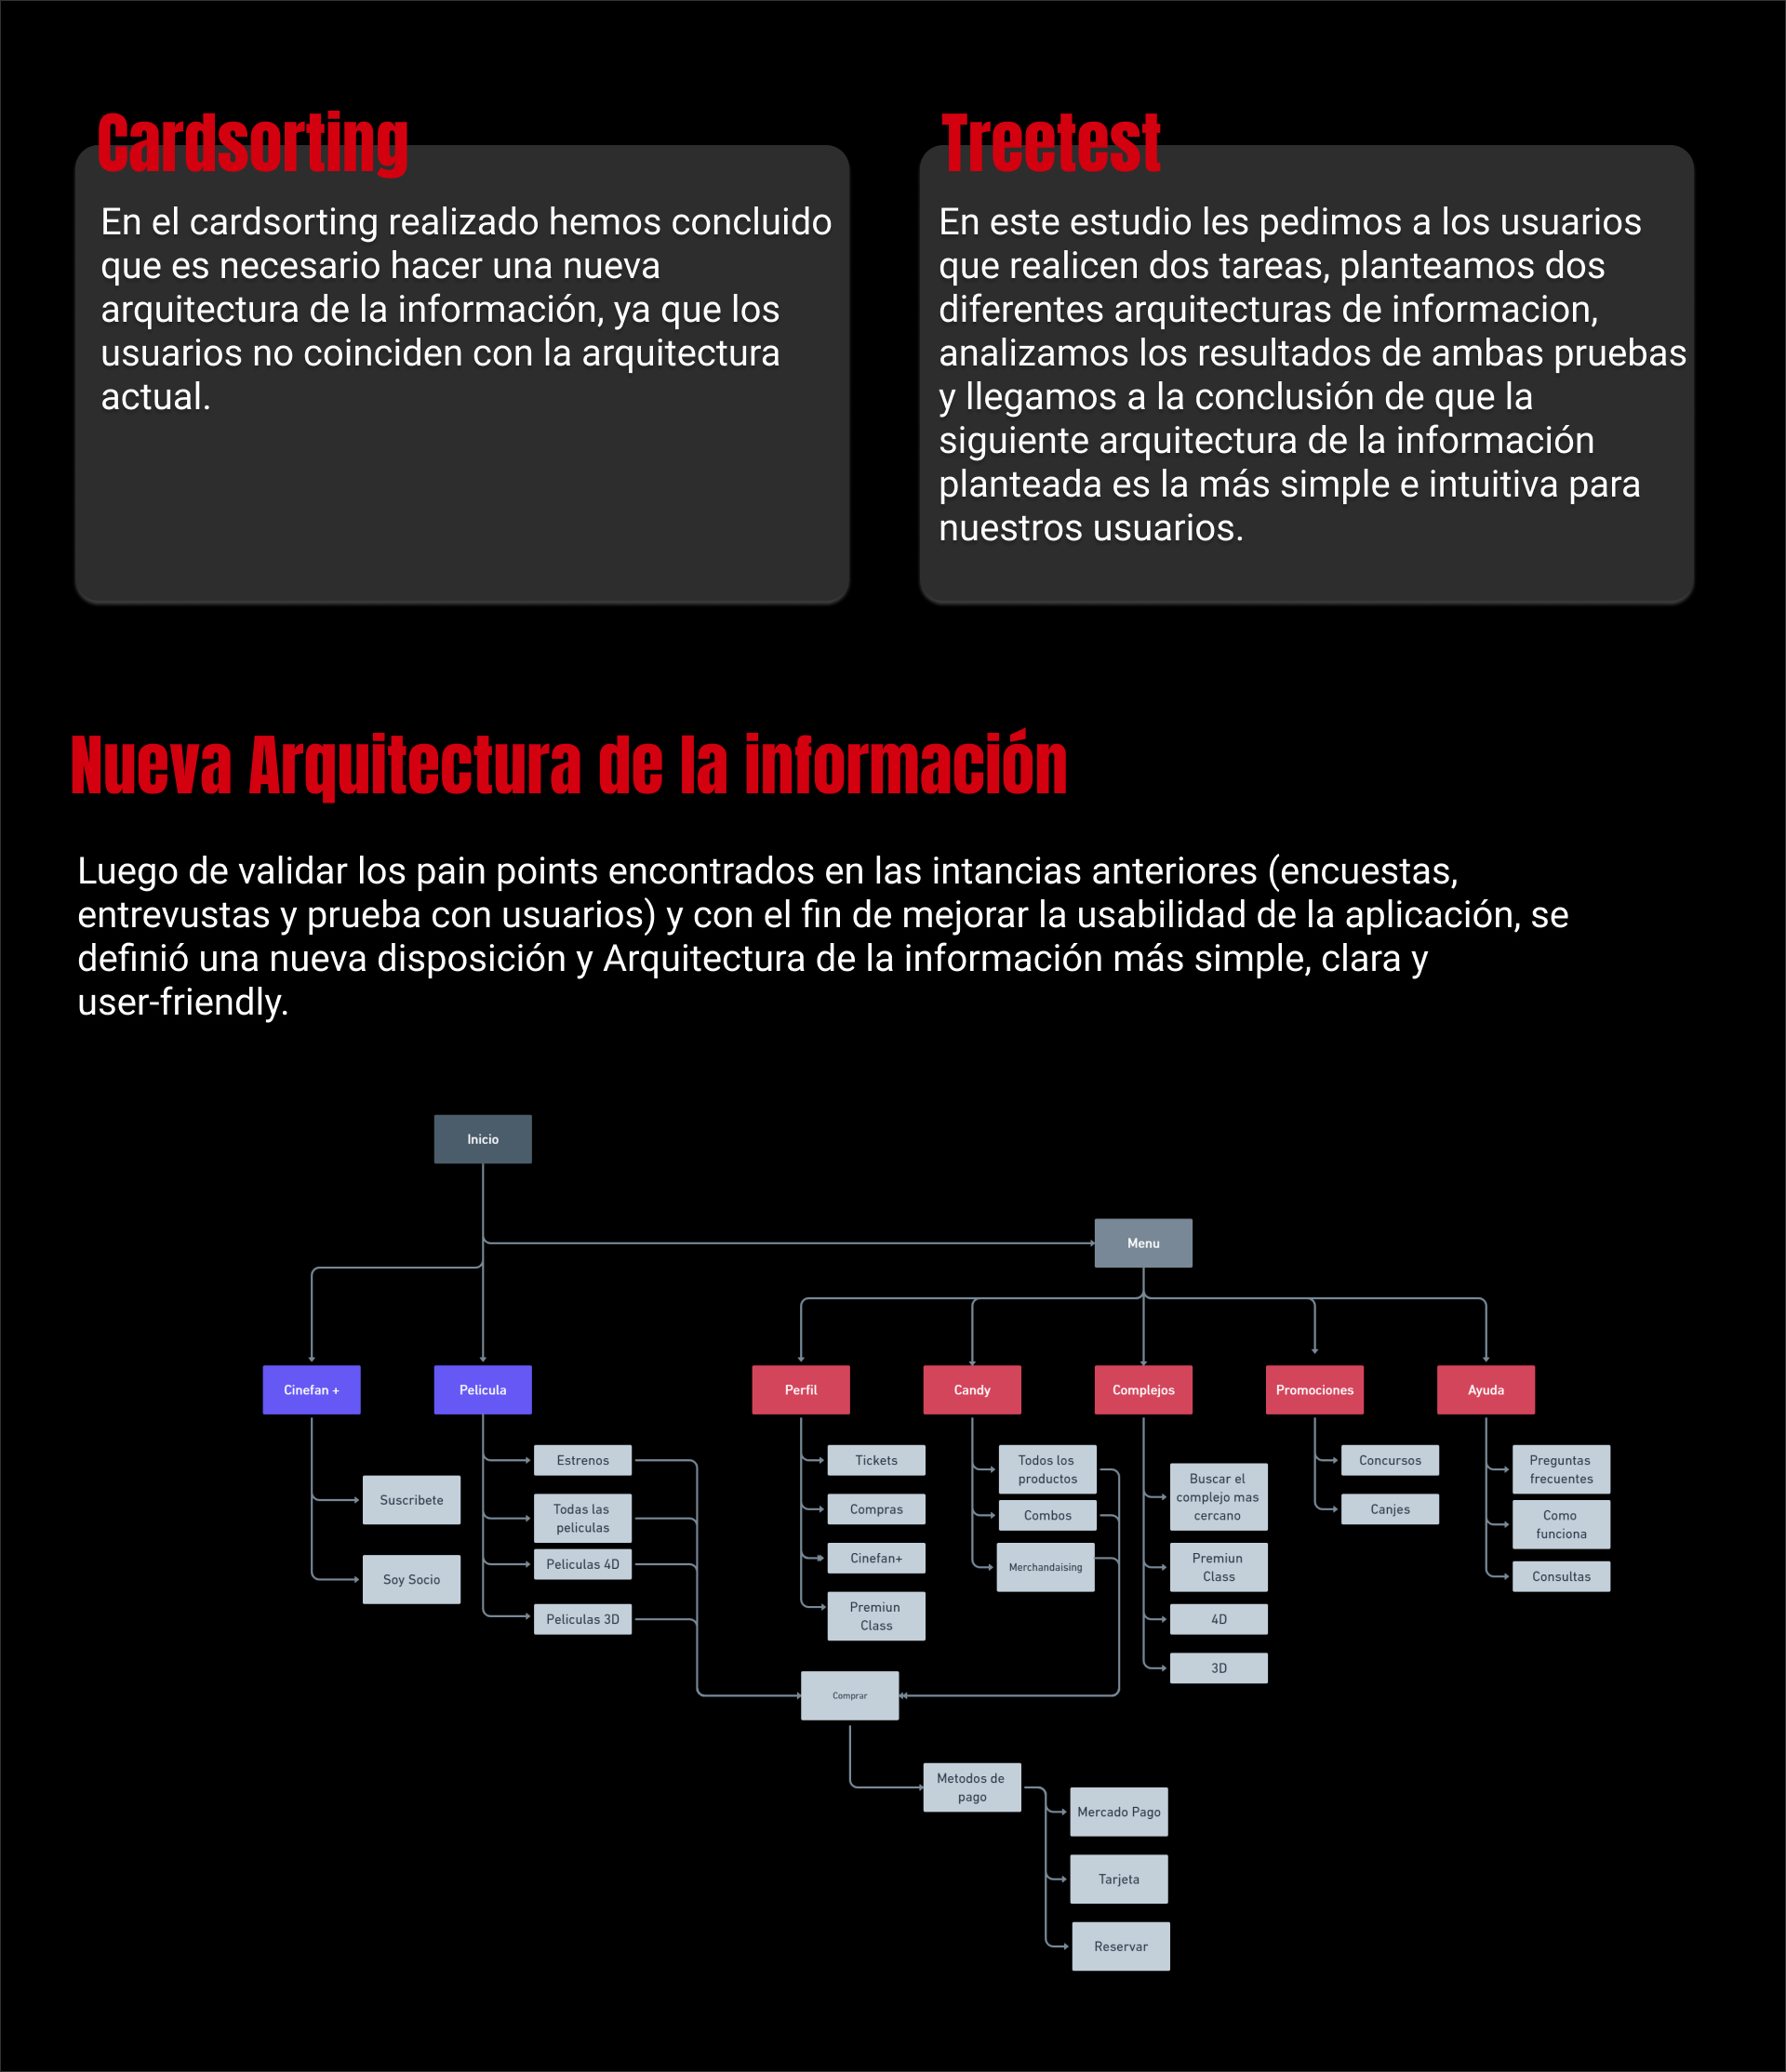 Cardsorting
En el cardsorting realizado hemos concluido
que es necesario hacer una nueva
arquitectura de la información, ya que los
usuarios no coinciden con la arquitectura
actual.
Treetest
En este estudio les pedimos a los usuarios
que realicen dos tareas, planteamos dos
diferentes arquitecturas de informacion,
analizamos los resultados de ambas pruebas
y llegamos a la conclusión de que la
siguiente arquitectura de la información
planteada es la más simple e intuitiva para
nuestros usuarios.
Nueva Arquitectura de la información
Luego de validar los pain points encontrados en las intancias anteriores (encuestas,
entrevustas y prueba con usuarios) y con el fin de mejorar la usabilidad de la aplicación, se
definió una nueva disposición y Arquitectura de la información más simple, clara y
user-friendly.
Inicio
Menu
Cinefan +
Pelicula
Perfil
Candy
Complejos
Promociones
Ayuda
Suscribete
Soy Socio
Estrenos
Todas las
peliculas
Peliculas 4D
Peliculas 3D
Tickets
Compras
Cinefan+
Premiun
Class
Todos los
productos
Combos
Merchandaising
Buscar el
complejo mas
cercano
Premiun
Class
4D
3D
Concursos
Canjes
Preguntas
frecuentes
Como
funciona
Consultas
Comprar
Metodos de
pago
Mercado Pago
Tarjeta
Reservar